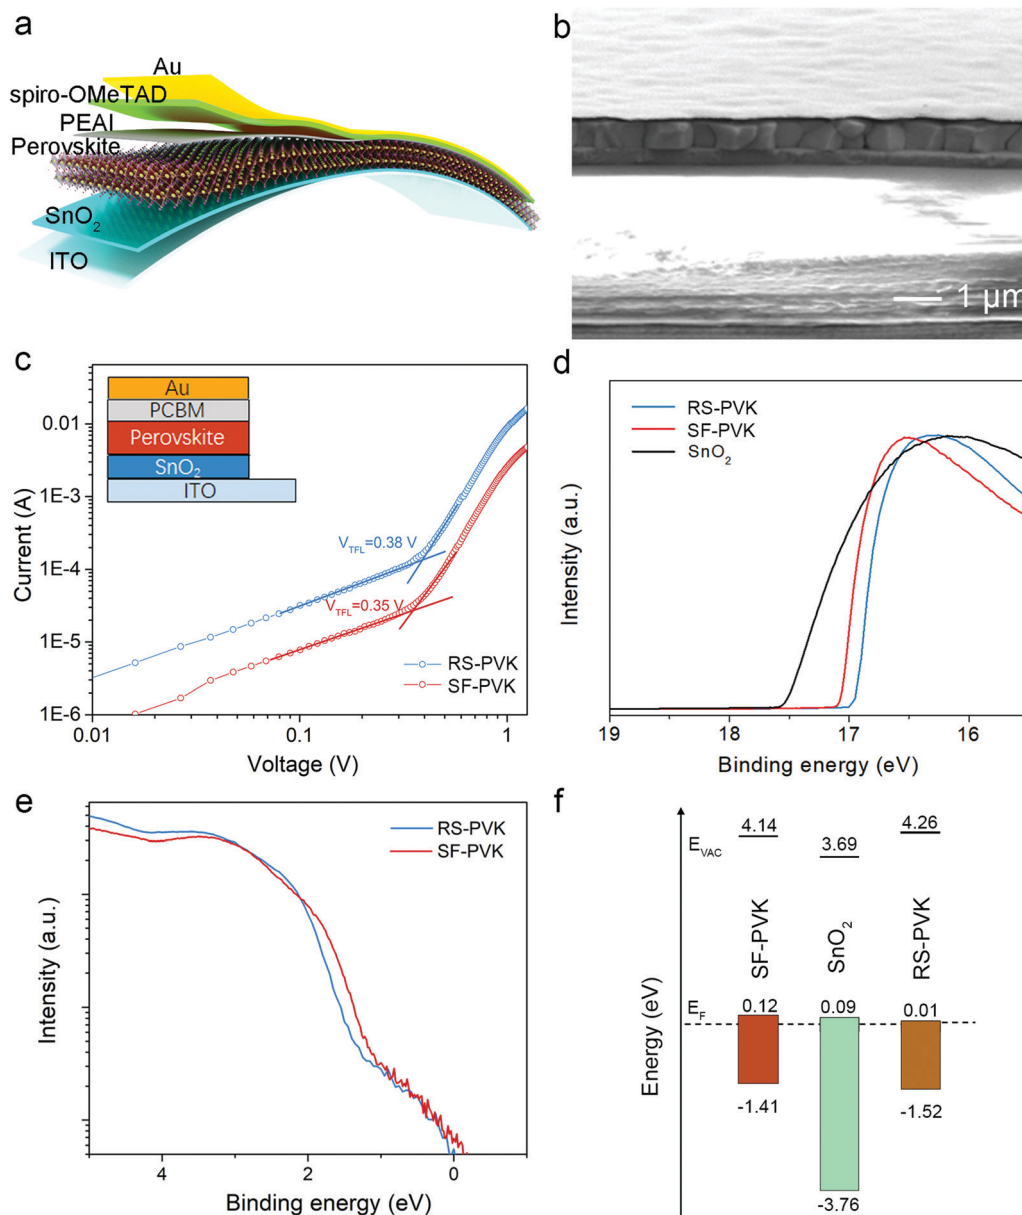 a
Au
spiro-OMeTAD
PEAI
Perovskite
SnO₂
ITO
b
1 μm
c
Au
PCBM
Perovskite
SnO₂
ITO
V_TFL=0.38 V
V_TFL=0.35 V
RS-PVK
SF-PVK
0.01
1E-3
1E-4
1E-5
1E-6
Current (A)
0.01
0.1
1
Voltage (V)
d
RS-PVK
SF-PVK
SnO₂
Intensity (a.u.)
19
18
17
16
Binding energy (eV)
e
RS-PVK
SF-PVK
Intensity (a.u.)
4
2
0
Binding energy (eV)
f
E_VAC
4.14
3.69
4.26
SF-PVK
SnO₂
RS-PVK
E_F
0.12
0.09
0.01
-1.41
-1.52
-3.76
Energy (eV)